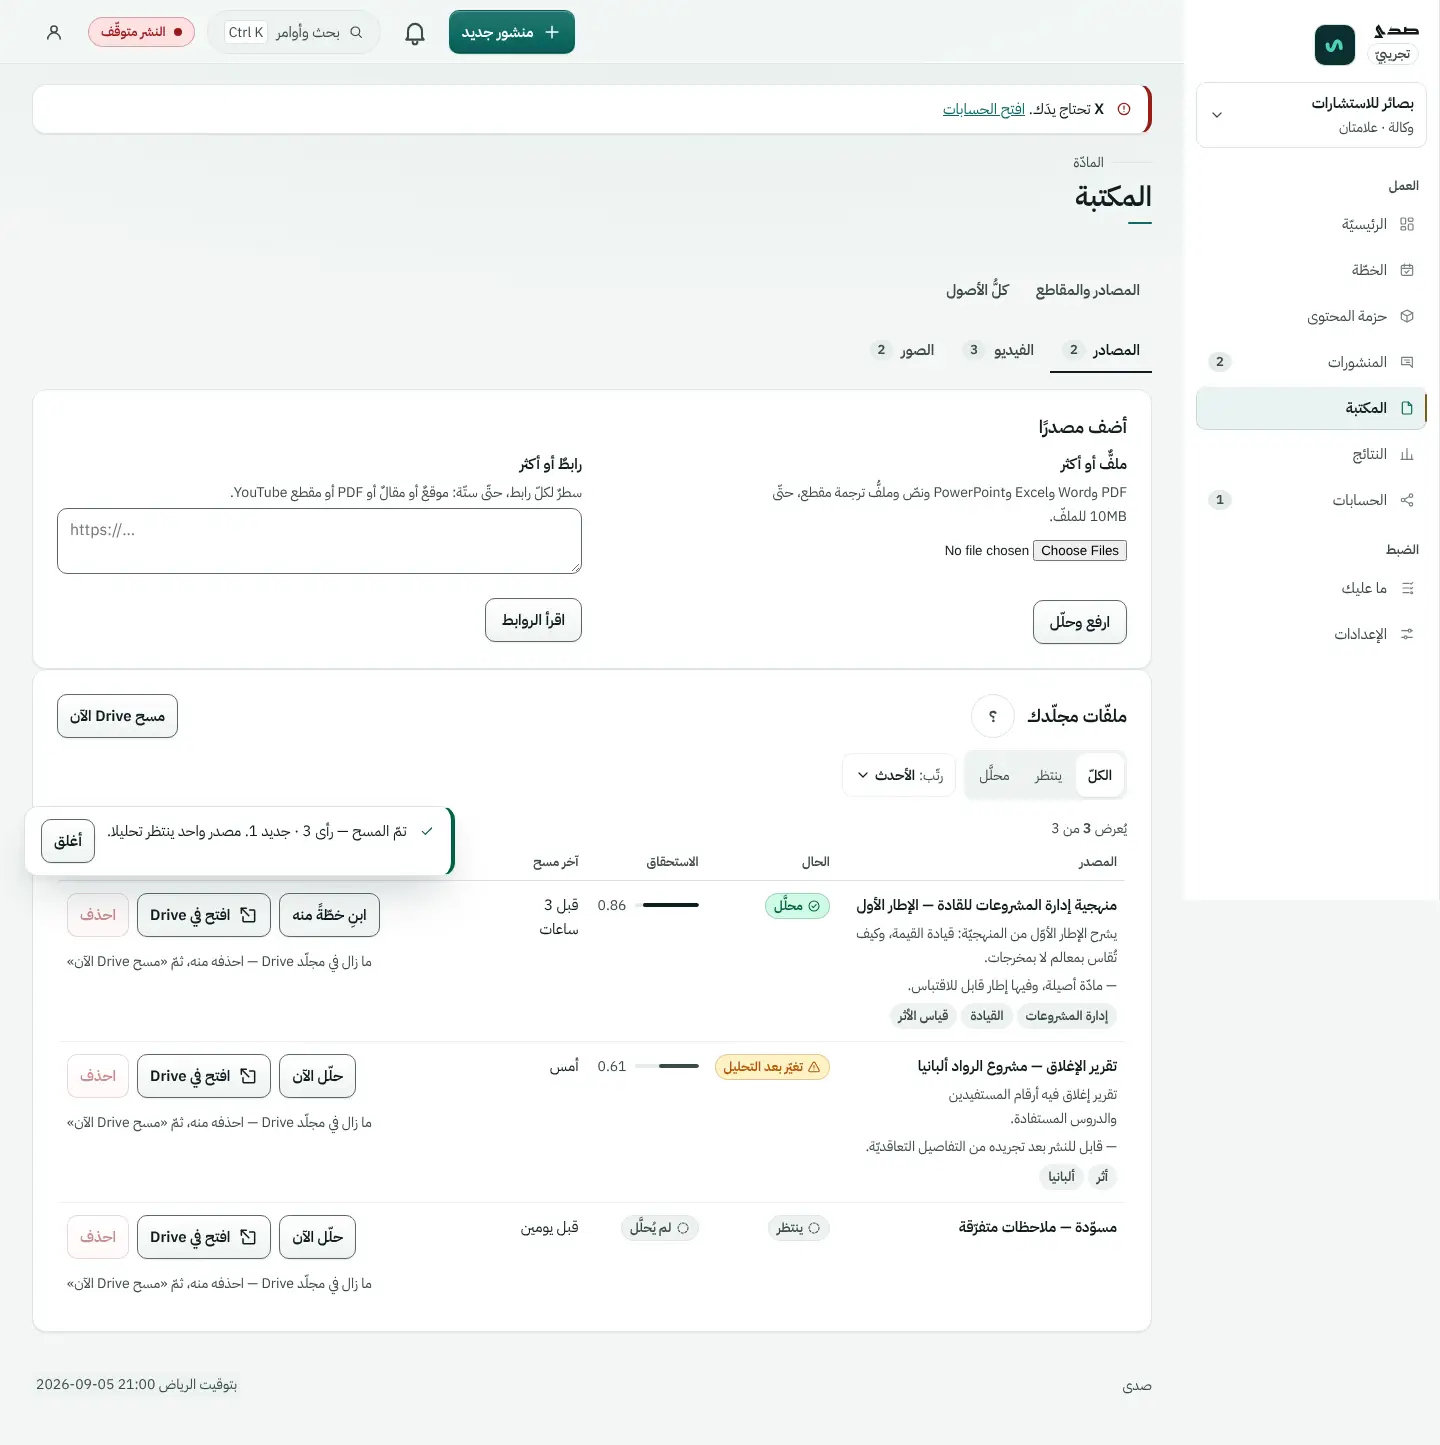 صدى
تجريبيّ
بصائر للاستشارات
وكالة · علامتان
العمل
الرئيسيّة
الخطّة
حزمة المحتوى
المنشورات 2
المكتبة
النتائج
الحسابات 1
الضبط
ما عليك
الإعدادات
منشور جديد
بحث وأوامر Ctrl K
النشر متوقّف
X تحتاج يدَك. افتح الحسابات
المادّة
المكتبة
المصادر والمقاطع
كلُّ الأصول
المصادر 2
الفيديو 3
الصور 2
أضف مصدرًا
ملفٌّ أو أكثر
PDF وWord وExcel وPowerPoint ونصّ وملفُّ ترجمة مقطع، حتّى
10MB للملفّ.
Choose Files No file chosen
ارفع وحلّل
رابطٌ أو أكثر
سطرٌ لكلّ رابط، حتّى ستّة: موقعٌ أو مقالٌ أو PDF أو مقطع YouTube.
https://...
اقرأ الروابط
ملفّات مجلّدك
؟
مسح Drive الآن
الكلّ
ينتظر
محلَّل
رتّب: الأحدث
يُعرض 3 من 3
تمّ المسح — رأى 3 · جديد 1. مصدر واحد ينتظر تحليلا.
أغلق
المصدر
الحال
الاستحقاق
آخر مسح
منهجية إدارة المشروعات للقادة — الإطار الأول
يشرح الإطار الأوّل من المنهجيّة: قيادة القيمة، وكيف
تُقاس بمعالم لا بمخرجات.
— مادّة أصيلة، وفيها إطار قابل للاقتباس.
إدارة المشروعات
القيادة
قياس الأثر
محلَّل
0.86
قبل 3
ساعات
ابنِ خطّةً منه
افتح في Drive
احذف
ما زال في مجلّد Drive — احذفه منه، ثمّ «مسح Drive الآن»
تقرير الإغلاق — مشروع الرواد ألبانيا
تقرير إغلاق فيه أرقام المستفيدين
والدروس المستفادة.
— قابل للنشر بعد تجريده من التفاصيل التعاقديّة.
أثر
ألبانيا
تغيّر بعد التحليل
0.61
أمس
حلّل الآن
افتح في Drive
احذف
ما زال في مجلّد Drive — احذفه منه، ثمّ «مسح Drive الآن»
مسوّدة — ملاحظات متفرّقة
ينتظر
لم يُحلَّل
قبل يومين
حلّل الآن
افتح في Drive
احذف
ما زال في مجلّد Drive — احذفه منه، ثمّ «مسح Drive الآن»
صدى
2026-09-05 21:00 بتوقيت الرياض